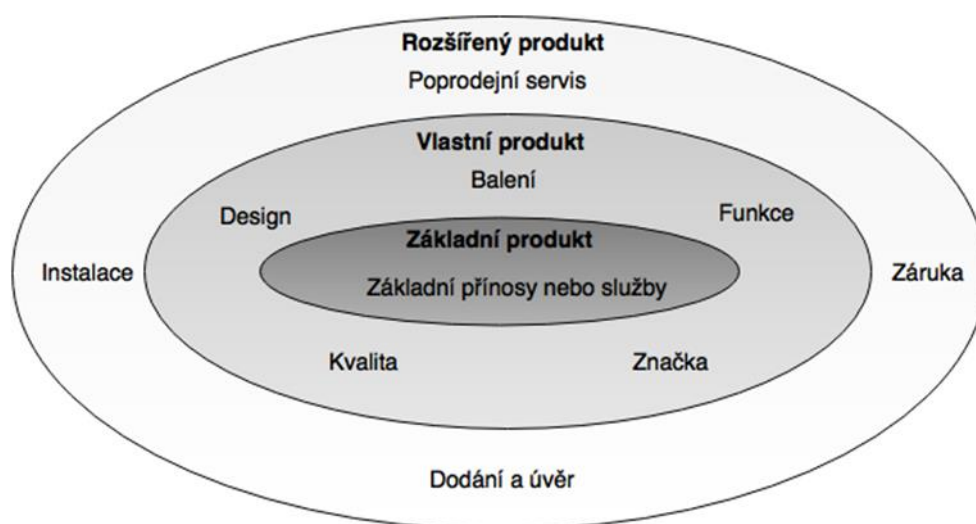 Rozšířený produkt
Poprodejní servis
Vlastní produkt
Balení
Design
Funkce
Základní produkt
Instalace
Základní přínosy nebo služby
Záruka
Kvalita
Značka
Dodání a úvěr